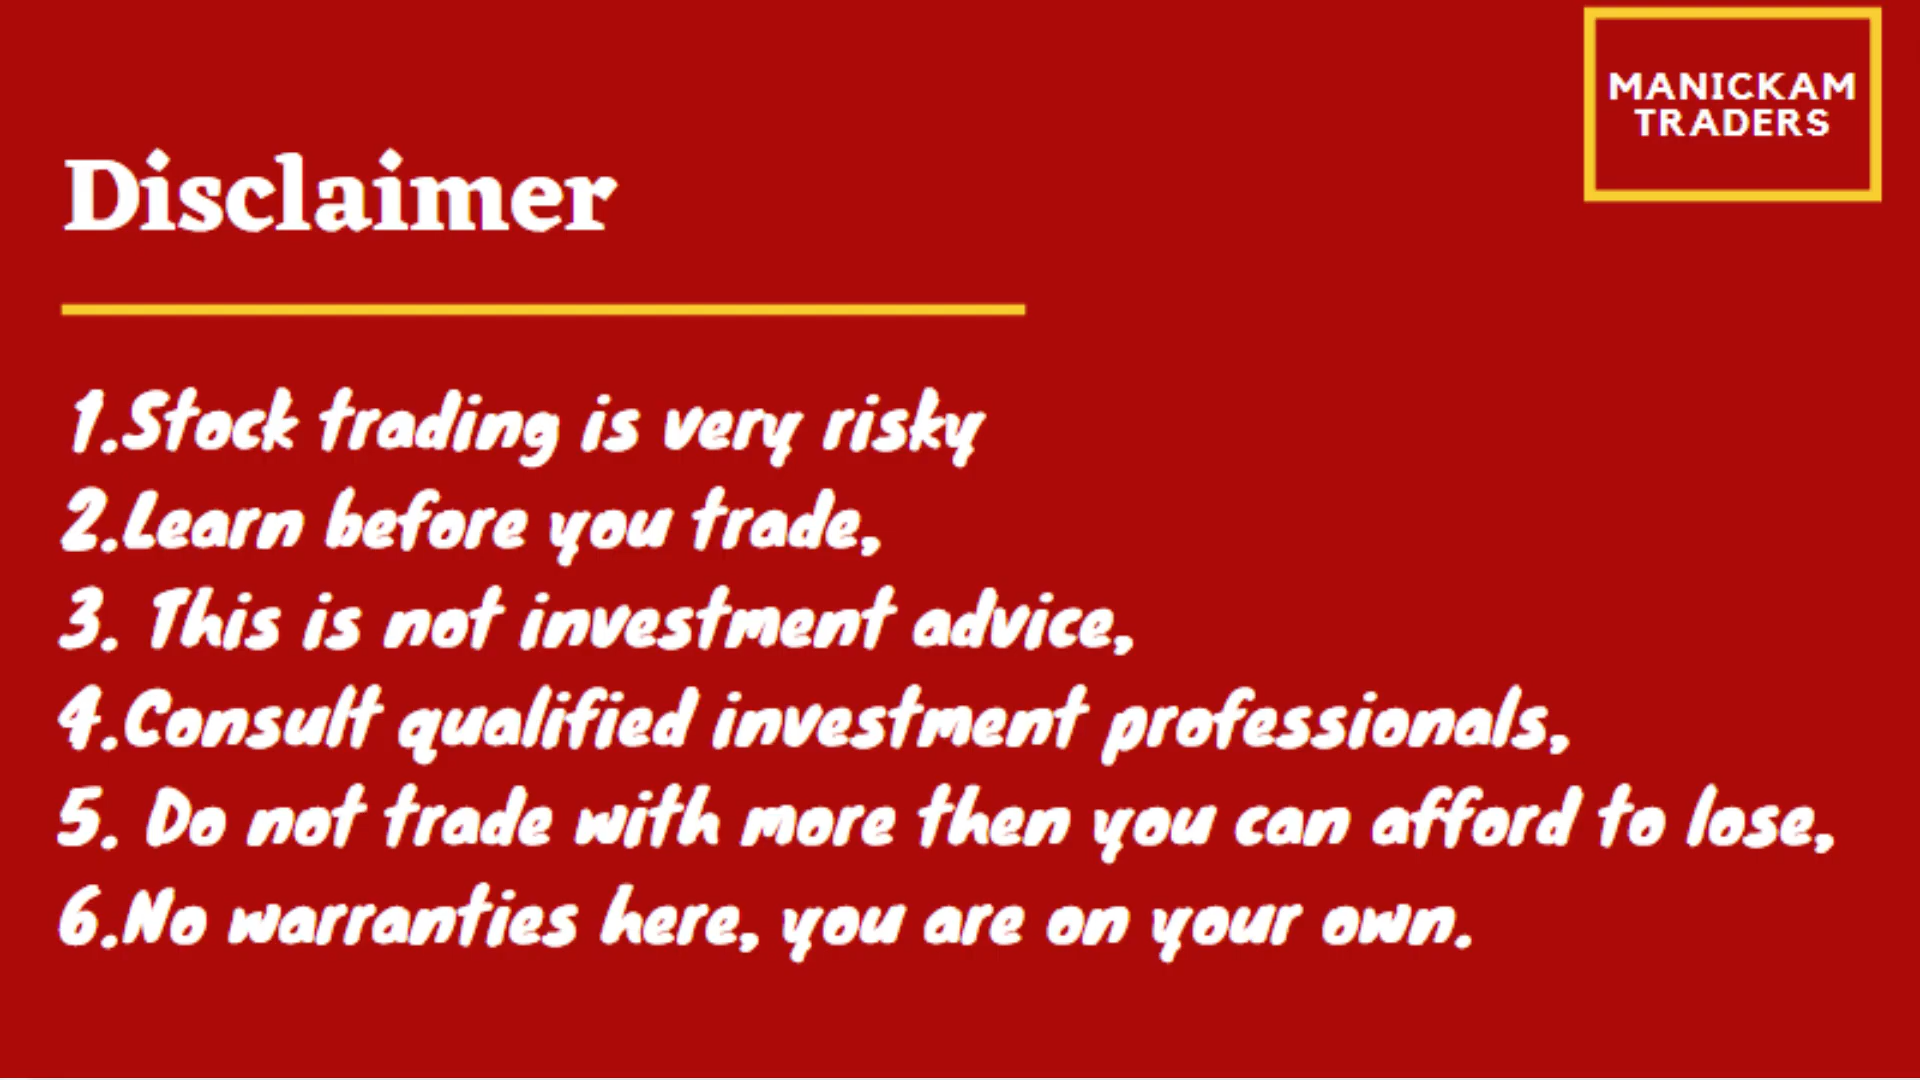 MANICKAM
TRADERS
Disclaimer
1.Stock trading is very risky
2.Learn before you trade,
3. This is not investment advice,
4.Consult qualified investment professionals,
5. Do not trade with more then you can afford to lose,
6.No warranties here, you are on your own.